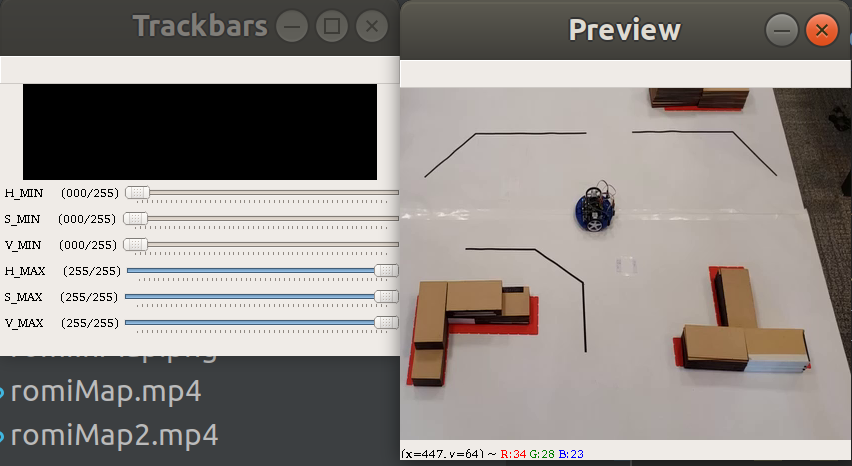 Trackbars
Preview
H_MIN (000/255)
S_MIN (000/255)
V_MIN (000/255)
H_MAX (255/255)
S_MAX (255/255)
V_MAX (255/255)
romiMap.mp4
romiMap2.mp4
(x=447, y=64) ~ R:34 G:28 B:23